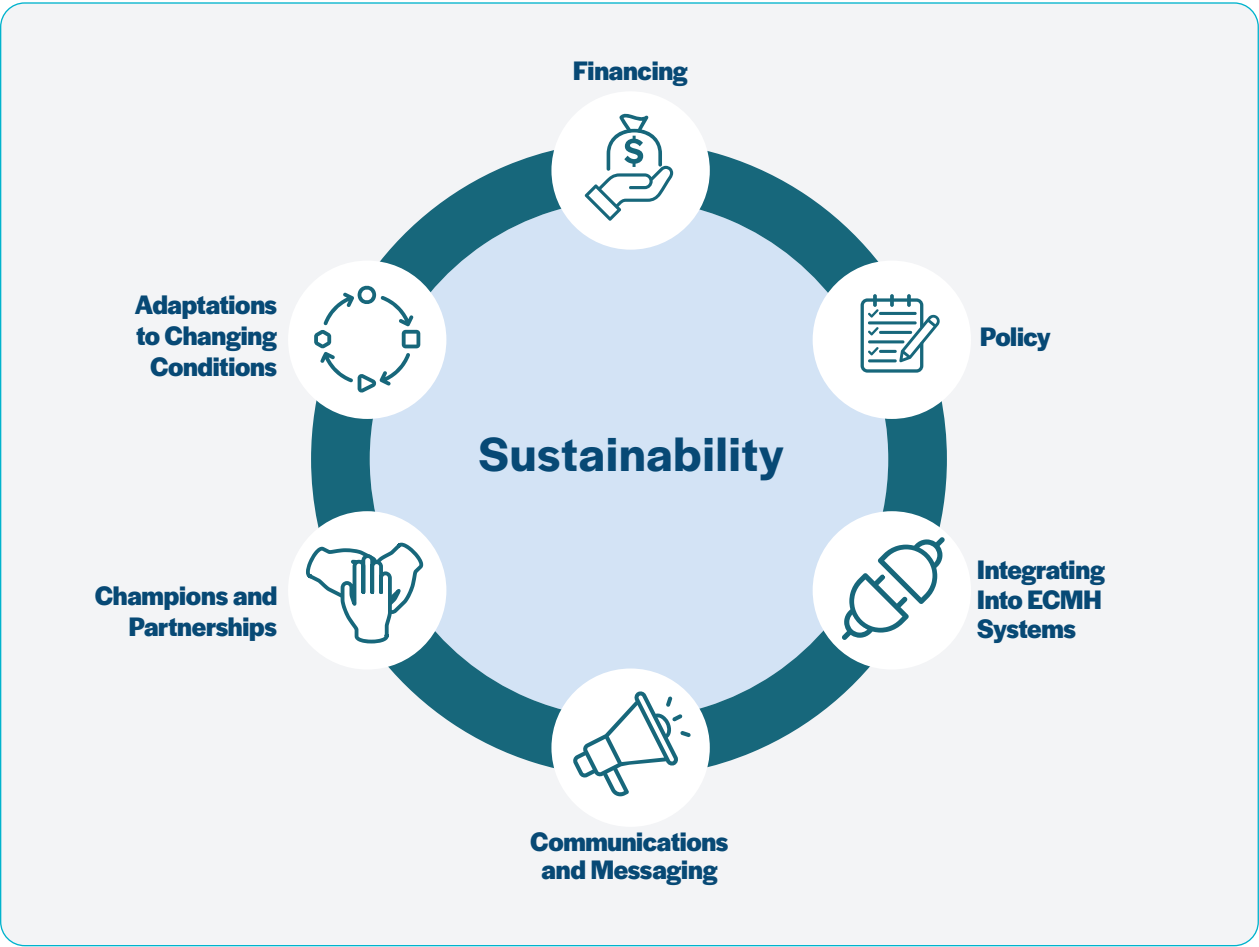 Financing
$
Policy
Integrating
Into ECMH
Systems
Communications
and Messaging
Champions and
Partnerships
Adaptations
to Changing
Conditions
Sustainability